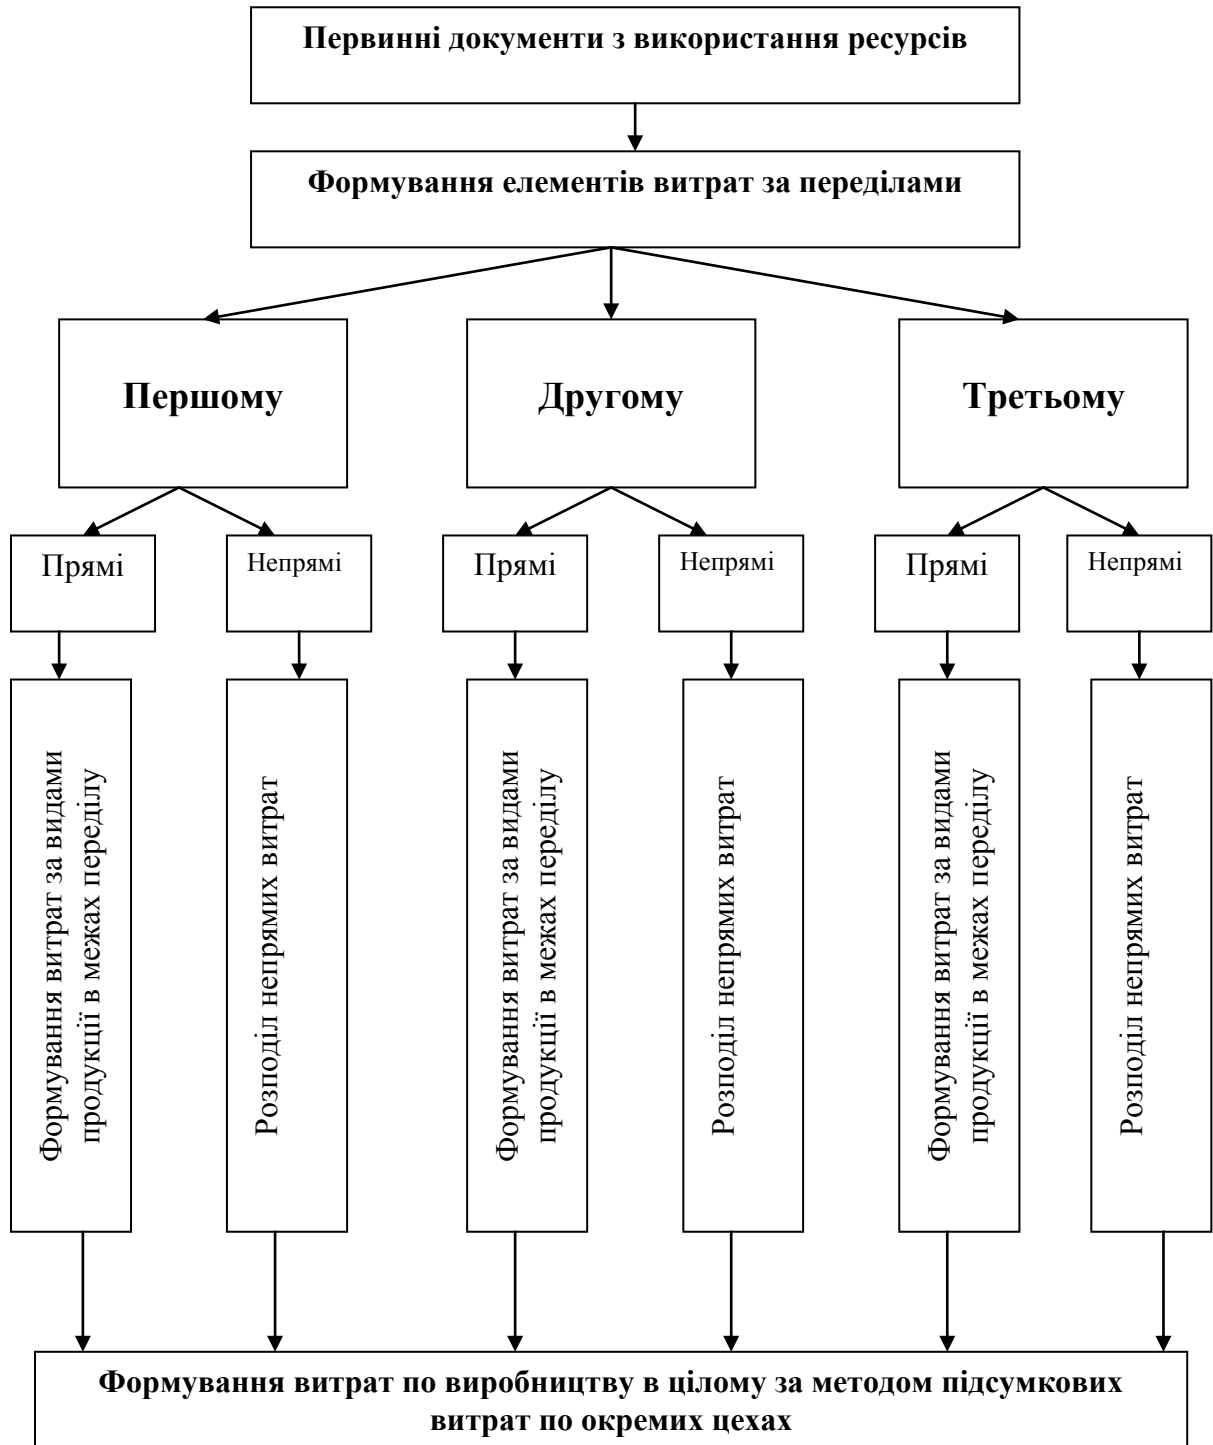 Первинні документи з використання ресурсів
Формування елементів витрат за переділами
Першому
Другому
Третьому
Прямі
Непрямі
Прямі
Непрямі
Прямі
Непрямі
Формування витрат за видами
продукції в межах переділу
Розподіл непрямих витрат
Формування витрат за видами
продукції в межах переділу
Розподіл непрямих витрат
Формування витрат за видами
продукції в межах переділу
Розподіл непрямих витрат
Формування витрат по виробництву в цілому за методом підсумкових
витрат по окремих цехах